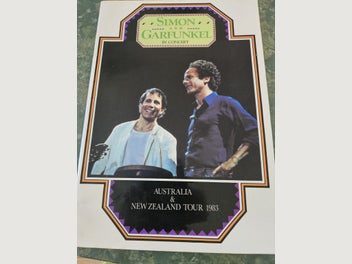 SIMON
AND
GARFUNKEL
IN CONCERT
AUSTRALIA
&
NEW ZEALAND TOUR 1983